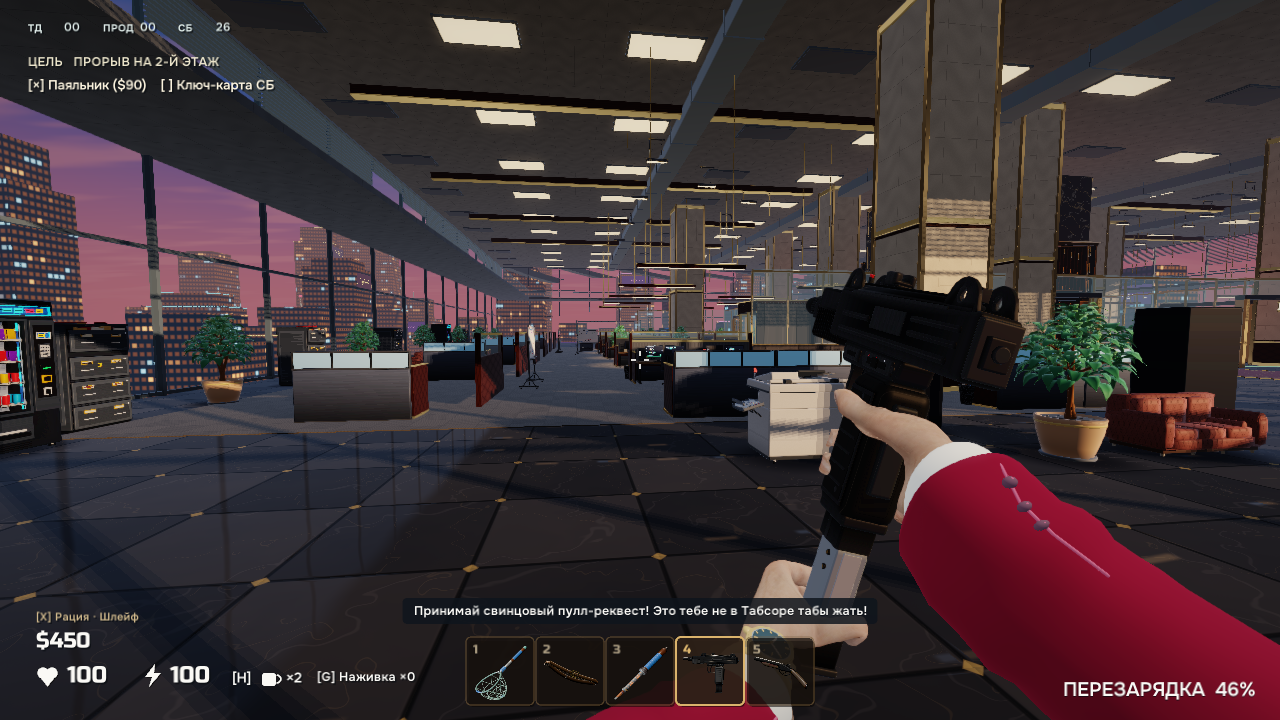 ТД 00 ПРОД 00 СБ 26
ЦЕЛЬ ПРОРЫВ НА 2-Й ЭТАЖ
[×] Паяльник ($90) [ ] Ключ-карта СБ
[X] Рация · Шлейф
$450
100 100 [H] ×2 [G] Наживка ×0
Принимай свинцовый пулл-реквест! Это тебе не в Табсоре табы жать!
1 2 3 4 5
ПЕРЕЗАРЯДКА 46%